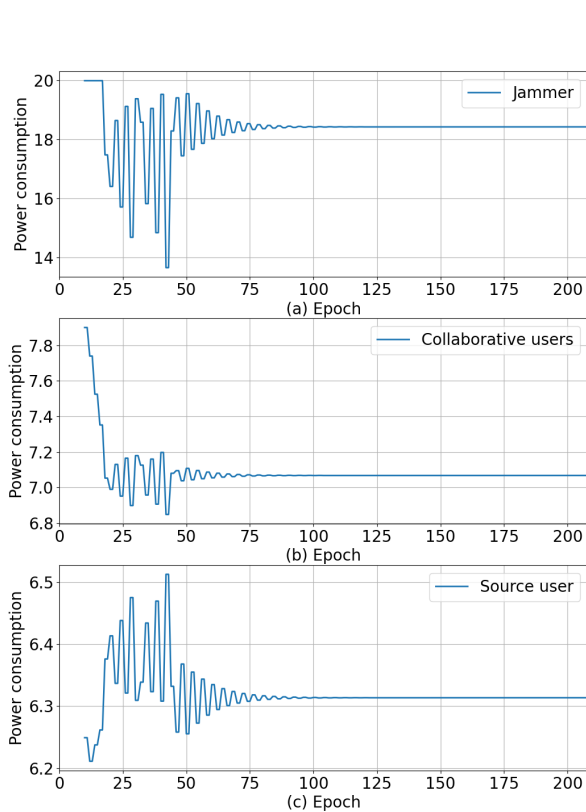 Jammer
Power consumption
20
18
16
14
0 25 50 75 100 125 150 175 200
(a) Epoch
Collaborative users
Power consumption
7.8
7.6
7.4
7.2
7.0
6.8
0 25 50 75 100 125 150 175 200
(b) Epoch
Source user
Power consumption
6.5
6.4
6.3
6.2
0 25 50 75 100 125 150 175 200
(c) Epoch